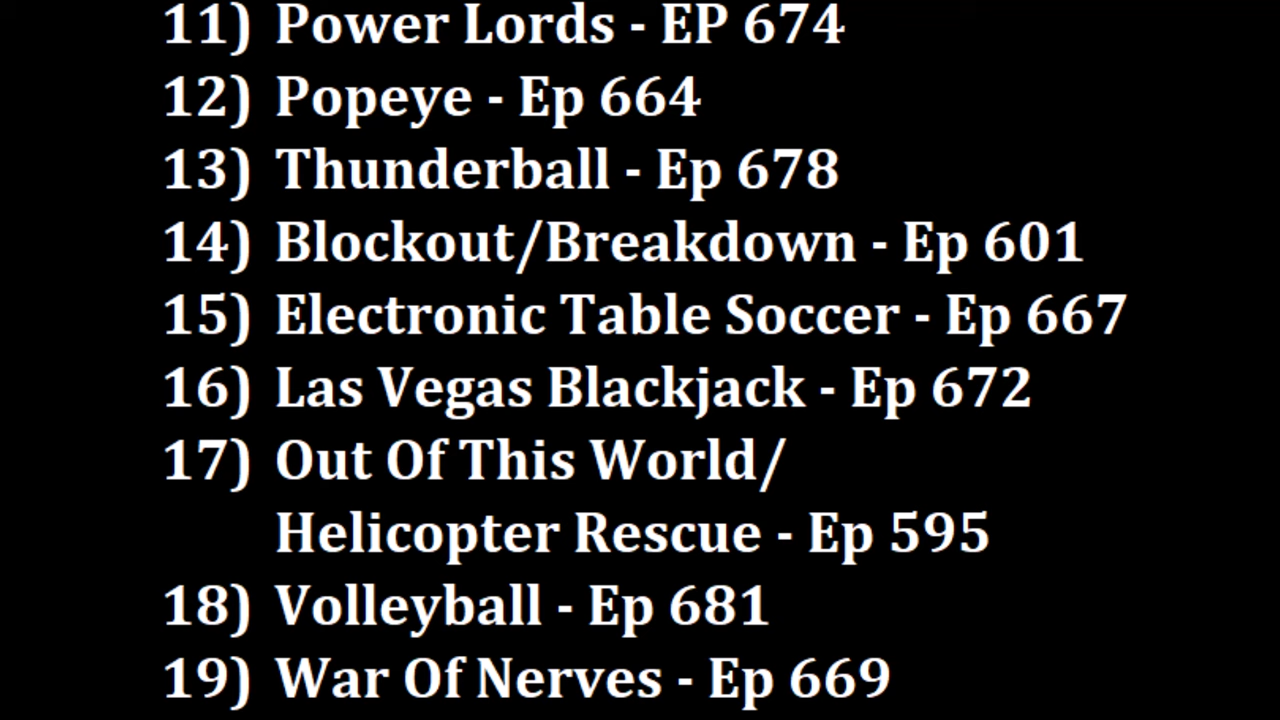 11) Power Lords - EP 674
12) Popeye - Ep 664
13) Thunderball - Ep 678
14) Blockout/Breakdown - Ep 601
15) Electronic Table Soccer - Ep 667
16) Las Vegas Blackjack - Ep 672
17) Out Of This World/
Helicopter Rescue - Ep 595
18) Volleyball - Ep 681
19) War Of Nerves - Ep 669